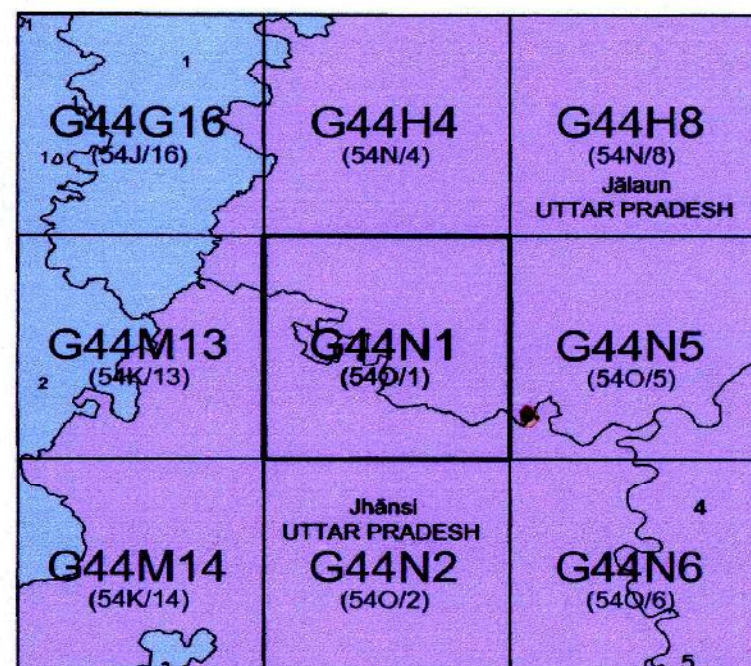 1
G44G16
10
(54J/16)
G44H4
(54N/4)
G44H8
(54N/8)
Jālaun
UTTAR PRADESH
G44M13
(54K/13)
2
G44N1
(54O/1)
G44N5
(54O/5)
G44M14
(54K/14)
Jhānsi
UTTAR PRADESH
G44N2
(54O/2)
4
G44N6
(54O/6)
5